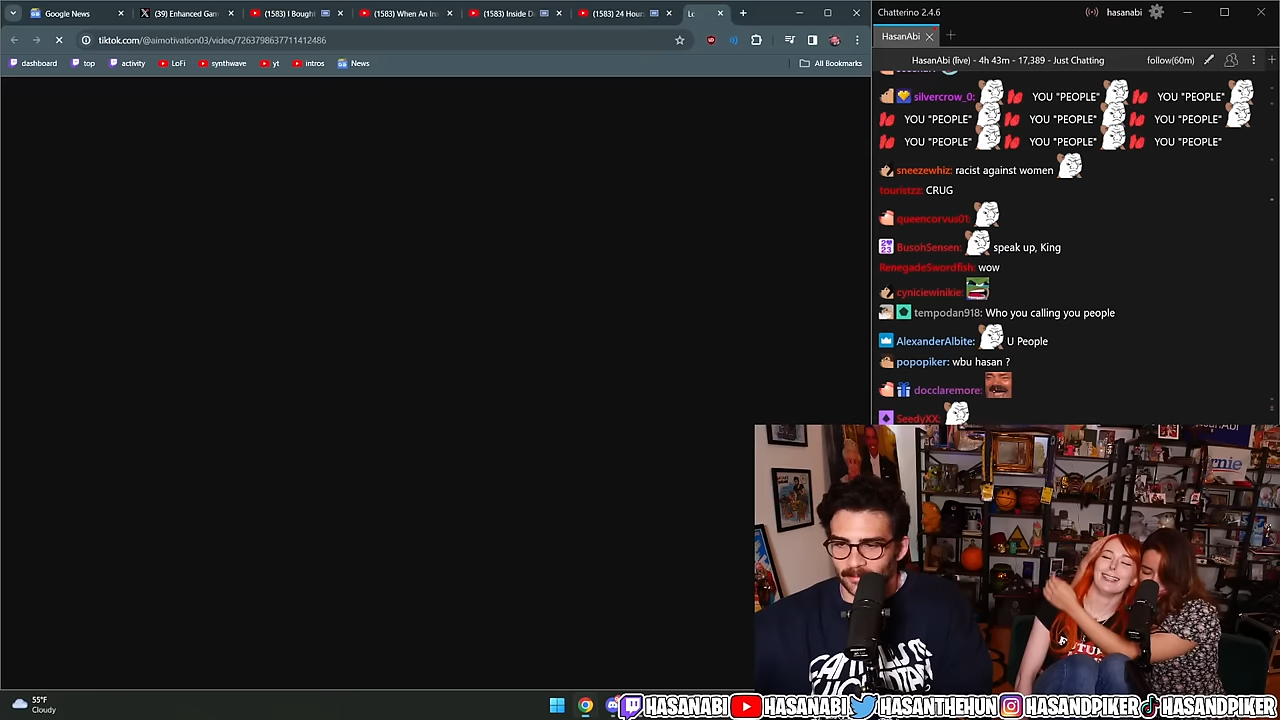 Google News
(39) Enhanced Gan
(1583) I Bought
(1583) When An In
(1583) Inside D
(1583) 24 Hour
Lo
tiktok.com/@aimotivation03/video/7263798637711412486
dashboard
top
activity
LoFi
synthwave
yt
intros
News
All Bookmarks
Chatterino 2.4.6
hasanabi
HasanAbi
HasanAbi (live) - 4h 43m - 17,389 - Just Chatting
follow(60m)
silvercrow_0: YOU "PEOPLE" YOU "PEOPLE"
YOU "PEOPLE" YOU "PEOPLE" YOU "PEOPLE"
YOU "PEOPLE" YOU "PEOPLE" YOU "PEOPLE"
sneezewhiz: racist against women
touristzz: CRUG
queencorvus01:
BusohSensen: speak up, King
RenegadeSwordfish: wow
cyniciewinikie:
tempodan918: Who you calling you people
AlexanderAlbite: U People
popopiker: wbu hasan ?
docclaremore:
SeedyXX:
ernie
FUTURE
55°F
Cloudy
HASANABI
HASANABI
HASANTHEHUN
HASANDPIKER
HASANDPIKER